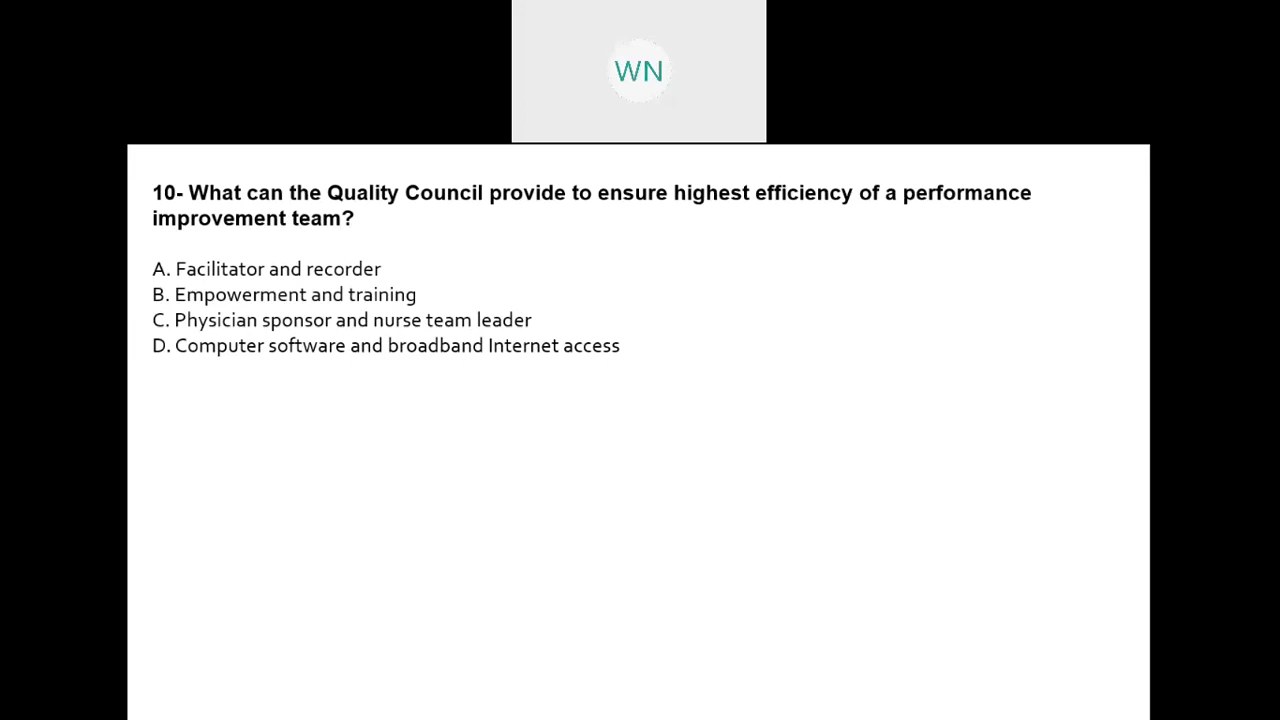 WN
10- What can the Quality Council provide to ensure highest efficiency of a performance
improvement team?
A. Facilitator and recorder
B. Empowerment and training
C. Physician sponsor and nurse team leader
D. Computer software and broadband Internet access